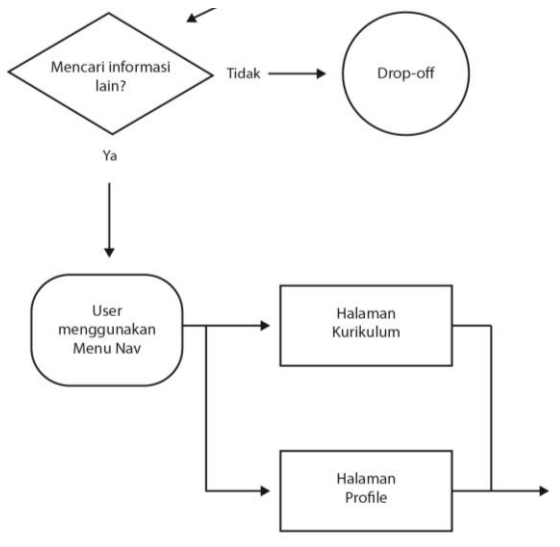 Mencari informasi
lain?
Tidak
Drop-off
Ya
User
menggunakan
Menu Nav
Halaman
Kurikulum
Halaman
Profile